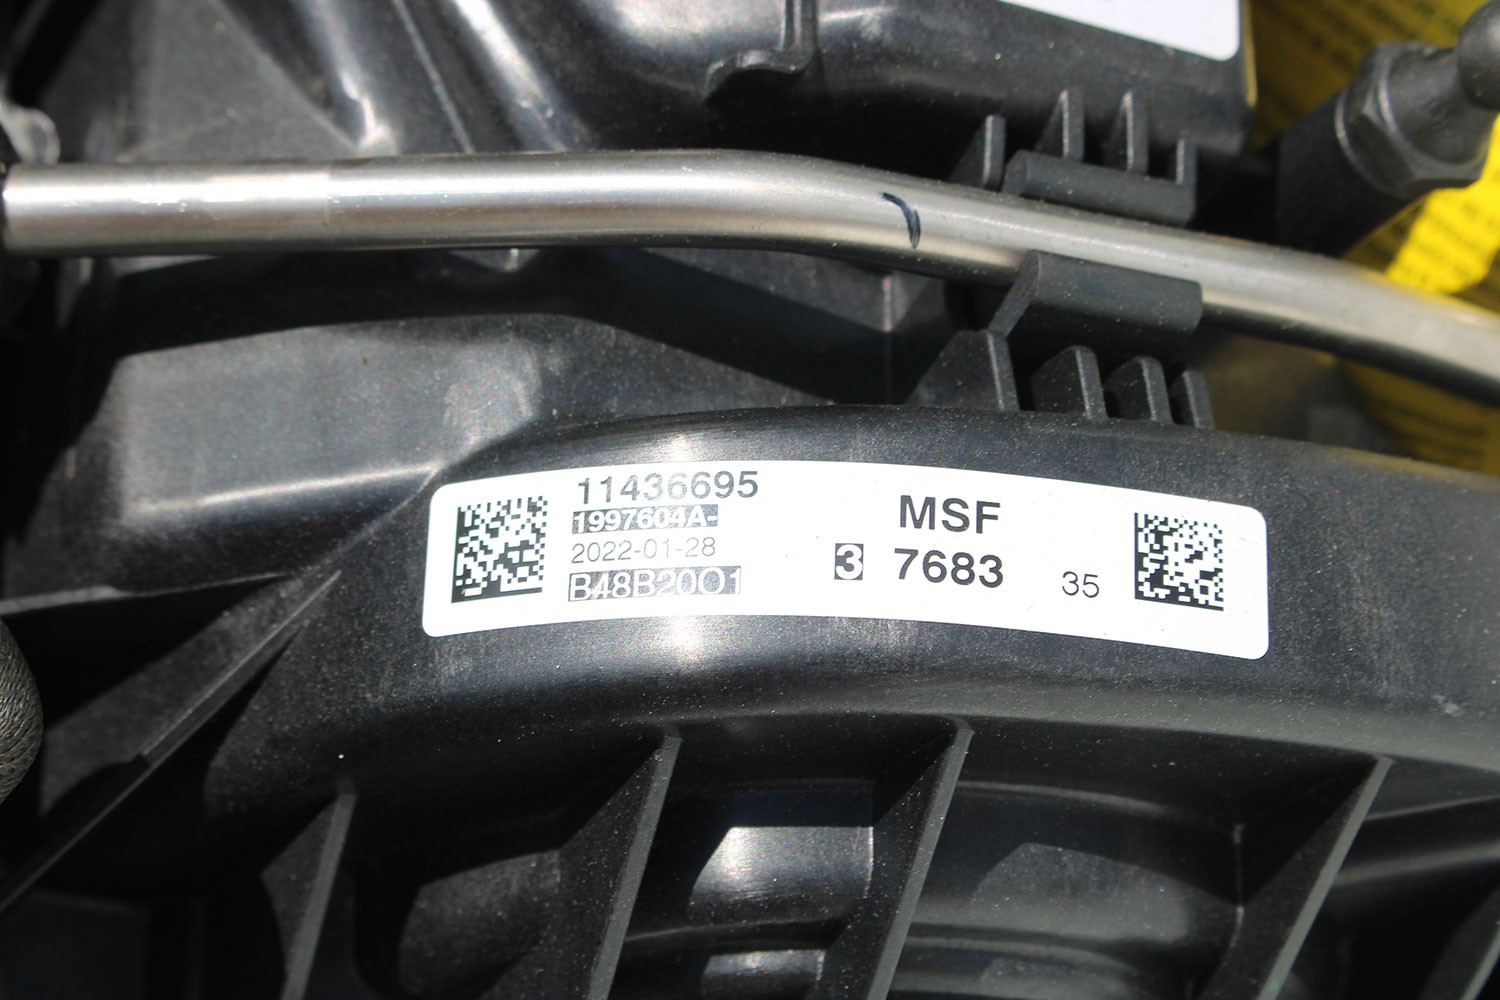 11436695
1997604A-
2022-01-28
B48B20O1
MSF
3 7683
35